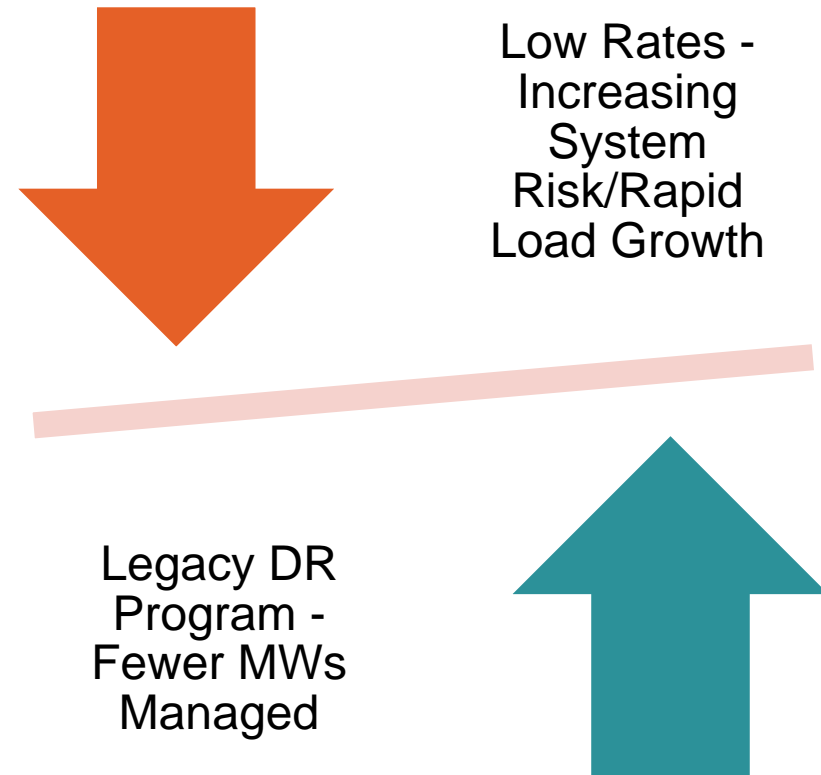 Low Rates -
Increasing
System
Risk/Rapid
Load Growth
Legacy DR
Program -
Fewer MWs
Managed